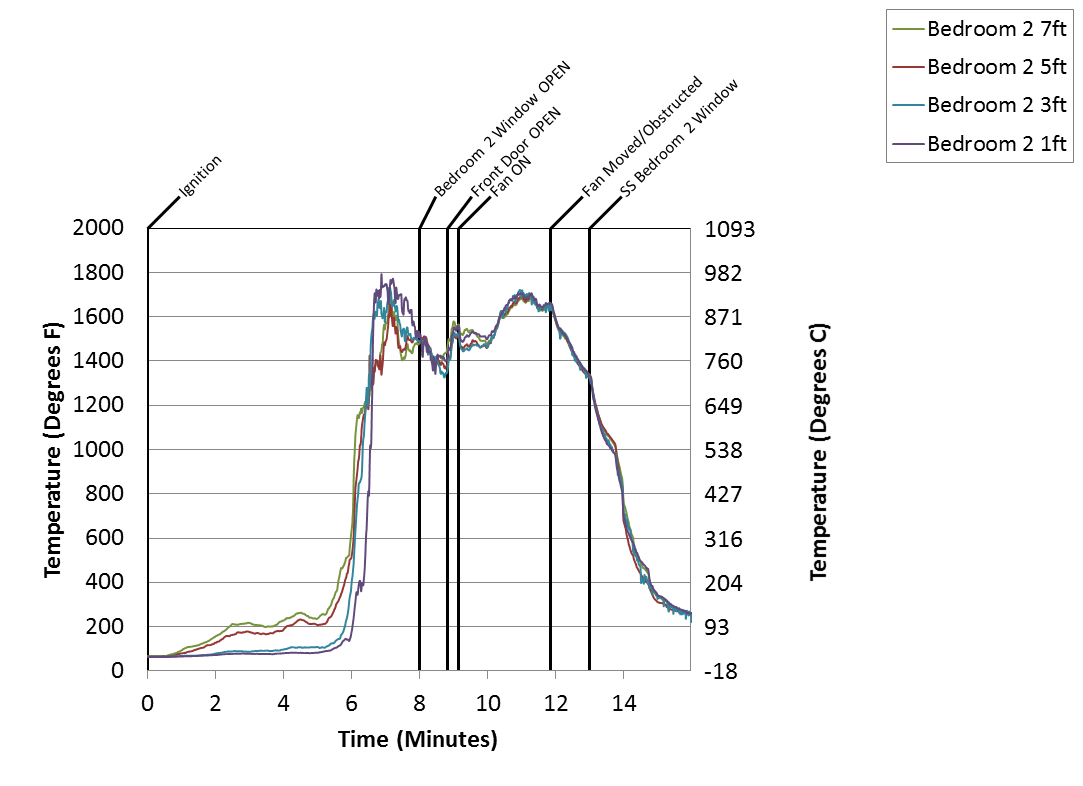 Bedroom 2 7ft
Bedroom 2 5ft
Bedroom 2 3ft
Bedroom 2 1ft
Ignition
Bedroom 2 Window OPEN
Front Door OPEN
Fan ON
Fan Moved/Obstructed
SS Bedroom 2 Window
Temperature (Degrees F)
2000
1800
1600
1400
1200
1000
800
600
400
200
0
1093
982
871
760
649
538
427
316
204
93
-18
Temperature (Degrees C)
0 2 4 6 8 10 12 14
Time (Minutes)